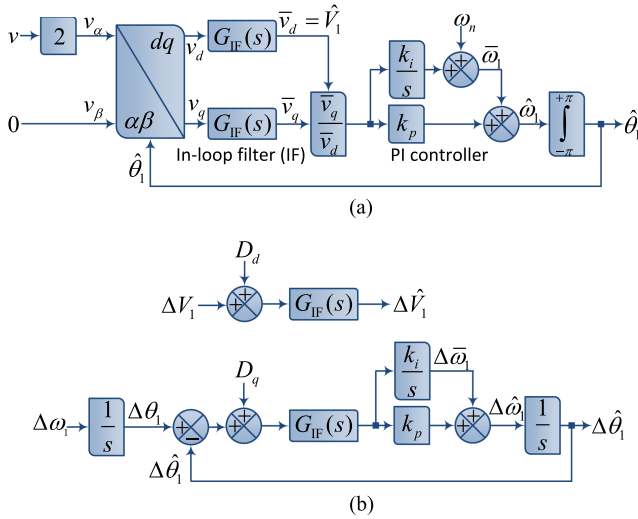 v 2 v_α dq v_d G_IF(s) v̅_d = V̂_1 ω_n
k_i/s + + ω̅_1
0 v_β αβ v_q G_IF(s) v̅_q v̅_q/v̅_d k_p + + ω̂_1 ∫ +π −π θ̂_1
θ̂_1 In-loop filter (IF) PI controller
(a)
D_d
ΔV_1 + + G_IF(s) ΔV̂_1
D_q k_i/s Δω̅_1
Δω_1 1/s Δθ_1 + − + + G_IF(s) k_p + + Δω̂_1 1/s Δθ̂_1
Δθ̂_1
(b)